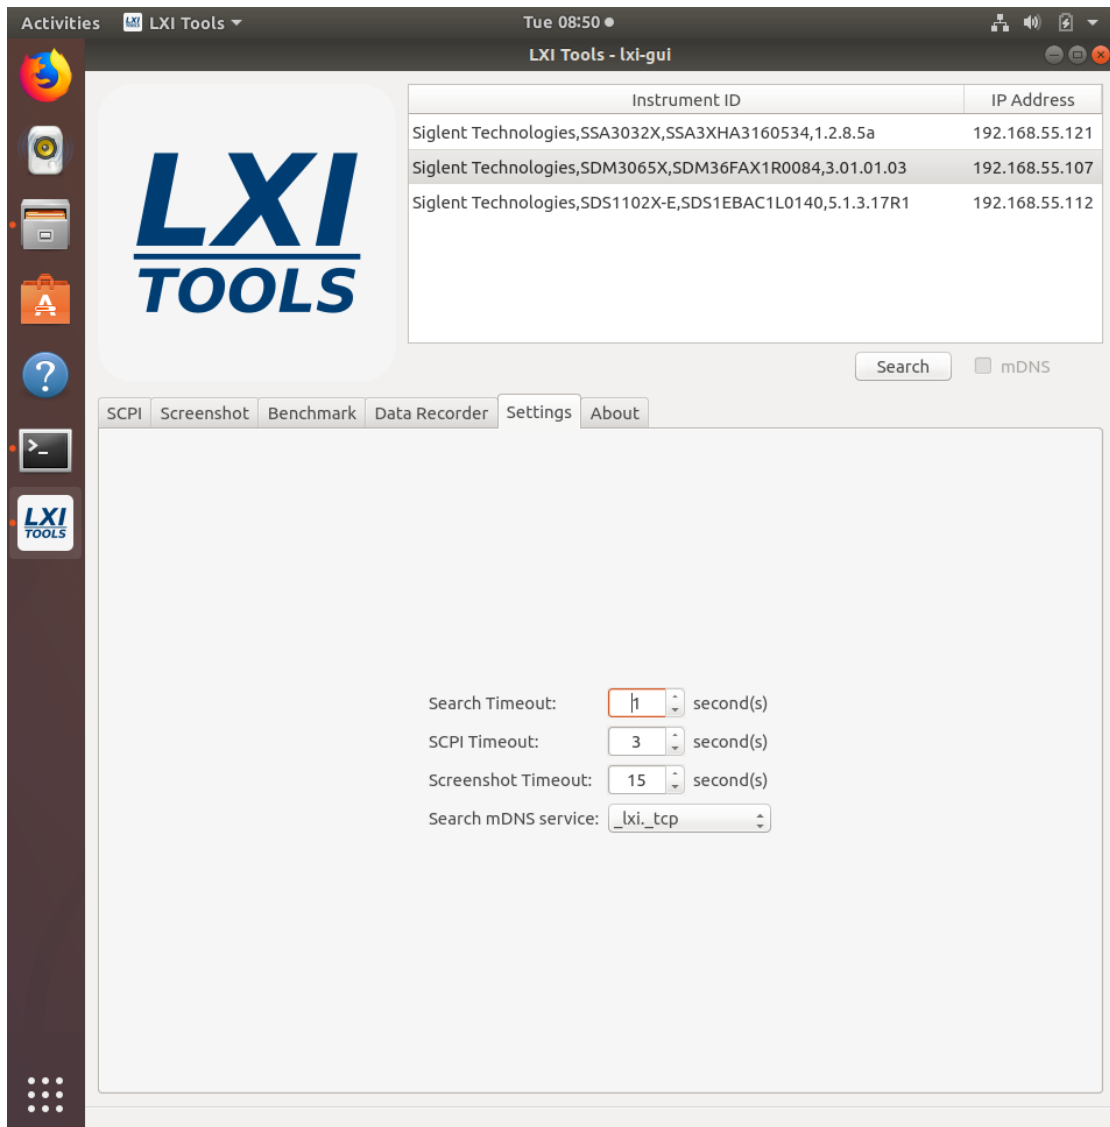 Activities LXI Tools Tue 08:50
LXI Tools - lxi-gui
Instrument ID IP Address
Siglent Technologies,SSA3032X,SSA3XHA3160534,1.2.8.5a 192.168.55.121
Siglent Technologies,SDM3065X,SDM36FAX1R0084,3.01.01.03 192.168.55.107
Siglent Technologies,SDS1102X-E,SDS1EBAC1L0140,5.1.3.17R1 192.168.55.112
LXI
TOOLS
Search mDNS
SCPI Screenshot Benchmark Data Recorder Settings About
LXI
TOOLS
Search Timeout: 1 second(s)
SCPI Timeout: 3 second(s)
Screenshot Timeout: 15 second(s)
Search mDNS service: _lxi._tcp